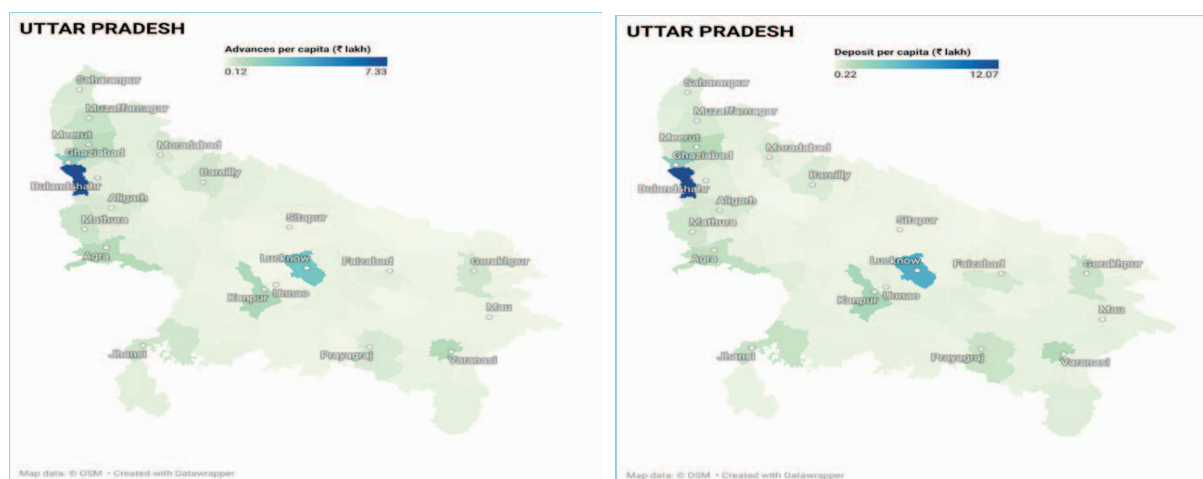 UTTAR PRADESH
Advances per capita (₹ lakh)
0.12 7.33
Saharanpur
Muzaffarnagar
Meerut
Ghaziabad
Moradabad
Bareilly
Bulandshahr
Aligarh
Mathura
Sitapur
Agra
Lucknow
Faizabad
Gorakhpur
Kanpur
Unnao
Mau
Jhansi
Prayagraj
Varanasi
Map data: © OSM • Created with Datawrapper
UTTAR PRADESH
Deposit per capita (₹ lakh)
0.22 12.07
Saharanpur
Muzaffarnagar
Meerut
Ghaziabad
Moradabad
Bareilly
Bulandshahr
Aligarh
Mathura
Sitapur
Agra
Lucknow
Faizabad
Gorakhpur
Kanpur
Unnao
Mau
Jhansi
Prayagraj
Varanasi
Map data: © OSM • Created with Datawrapper